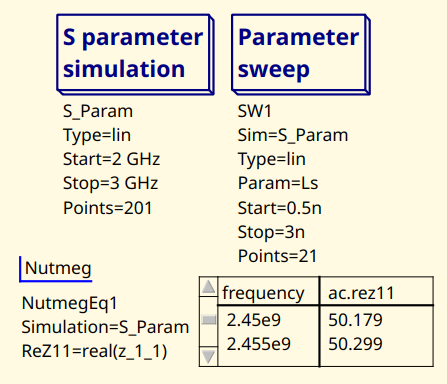 S parameter
simulation
S_Param
Type=lin
Start=2 GHz
Stop=3 GHz
Points=201
Parameter
sweep
SW1
Sim=S_Param
Type=lin
Param=Ls
Start=0.5n
Stop=3n
Points=21
Nutmeg
NutmegEq1
Simulation=S_Param
ReZ11=real(z_1_1)
frequency ac.rez11
2.45e9 50.179
2.455e9 50.299